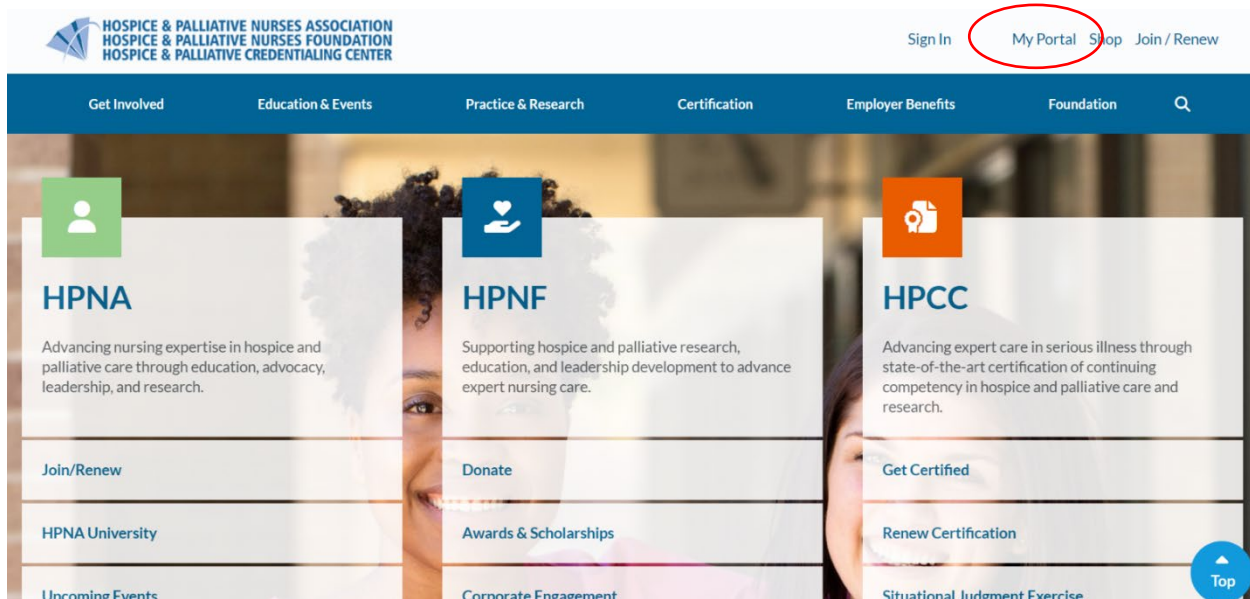 HOSPICE & PALLIATIVE NURSES ASSOCIATION
HOSPICE & PALLIATIVE NURSES FOUNDATION
HOSPICE & PALLIATIVE CREDENTIALING CENTER
Sign In My Portal Shop Join / Renew
Get Involved Education & Events Practice & Research Certification Employer Benefits Foundation
HPNA
Advancing nursing expertise in hospice and
palliative care through education, advocacy,
leadership, and research.
Join/Renew
HPNA University
Upcoming Events
HPNF
Supporting hospice and palliative research,
education, and leadership development to advance
expert nursing care.
Donate
Awards & Scholarships
Corporate Engagement
HPCC
Advancing expert care in serious illness through
state-of-the-art certification of continuing
competency in hospice and palliative care and
research.
Get Certified
Renew Certification
Situational Judgment Exercise
Top